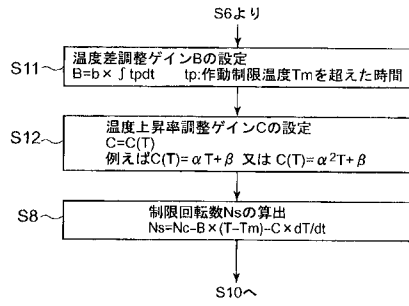 S6より
S11
温度差調整ゲインBの設定
B=b×∫tpdt　tp:作動制限温度Tmを超えた時間
S12
温度上昇率調整ゲインCの設定
C=C(T)
例えばC(T)=αT+β 又は C(T)=α²T+β
S8
制限回転数Nsの算出
Ns=Nc−B×(T−Tm)−C×dT/dt
S10へ